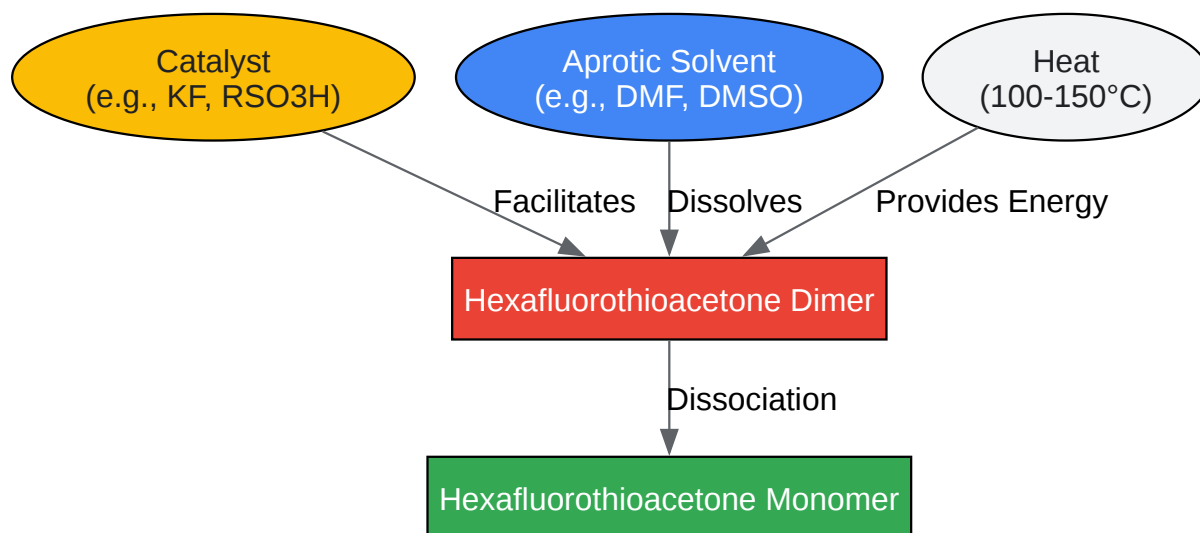 Catalyst
(e.g., KF, RSO3H)
Aprotic Solvent
(e.g., DMF, DMSO)
Heat
(100-150°C)
Facilitates
Dissolves
Provides Energy
Hexafluorothioacetone Dimer
Dissociation
Hexafluorothioacetone Monomer